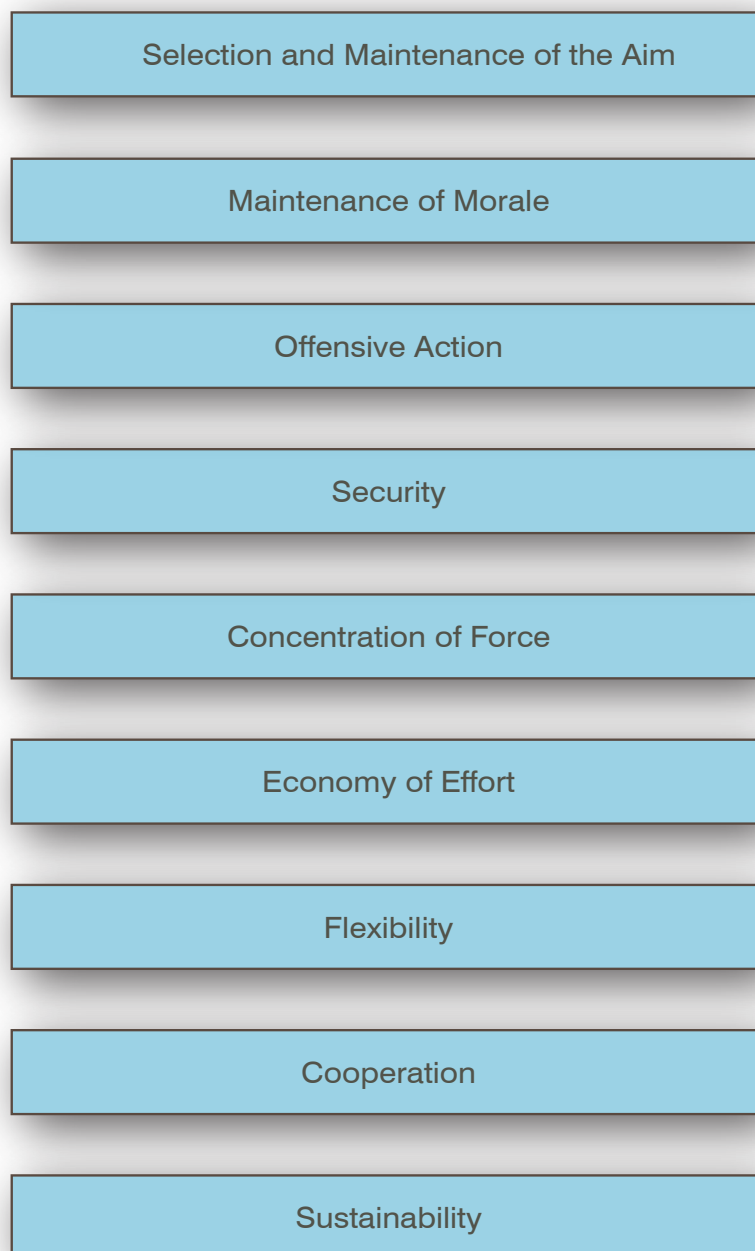 Selection and Maintenance of the Aim
Maintenance of Morale
Offensive Action
Security
Concentration of Force
Economy of Effort
Flexibility
Cooperation
Sustainability